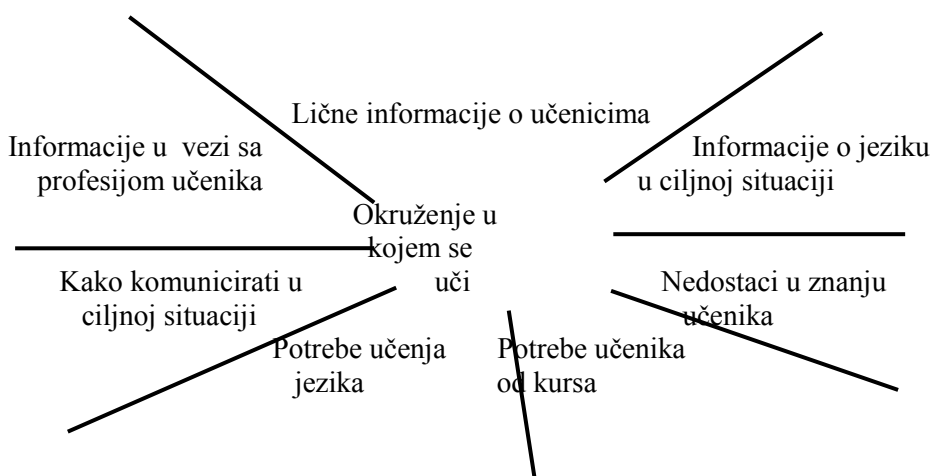 Lične informacije o učenicima
Informacije u vezi sa
profesijom učenika
Informacije o jeziku
u ciljnoj situaciji
Okruženje u
kojem se
uči
Kako komunicirati u
ciljnoj situaciji
Nedostaci u znanju
učenika
Potrebe učenja
jezika
Potrebe učenika
od kursa